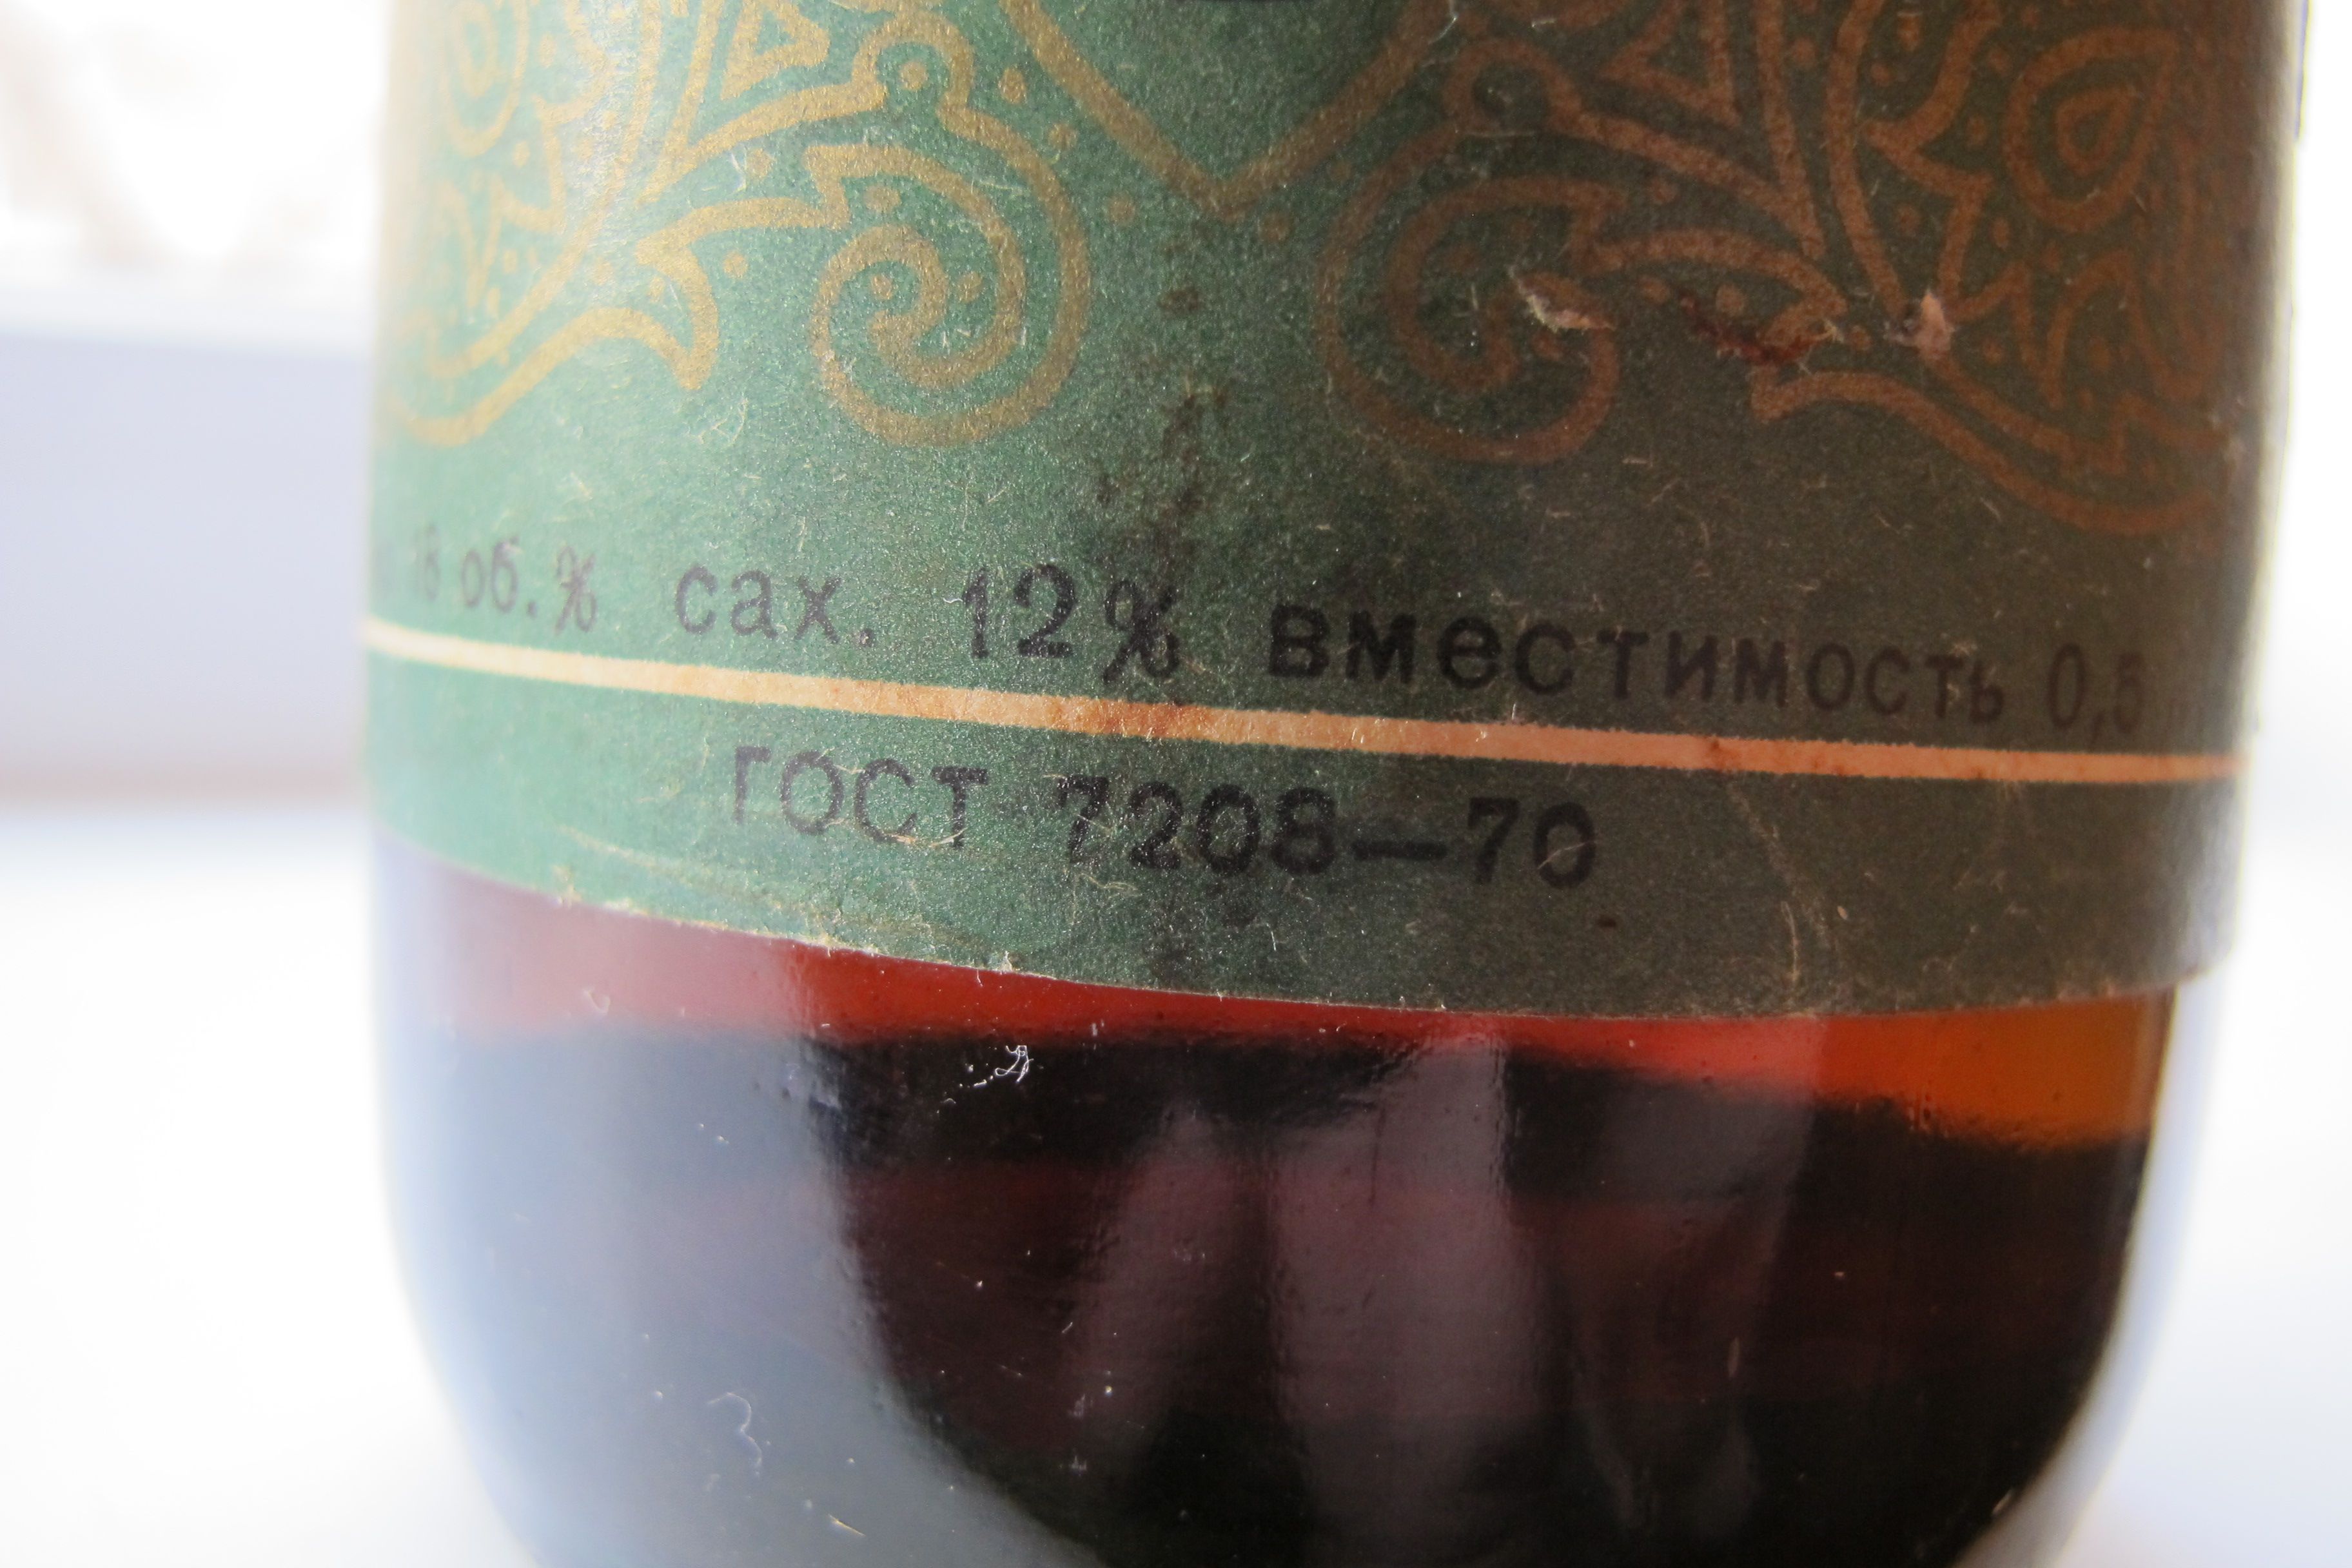 18 об.% сах. 12% вместимость 0,5
ГОСТ 7208—70